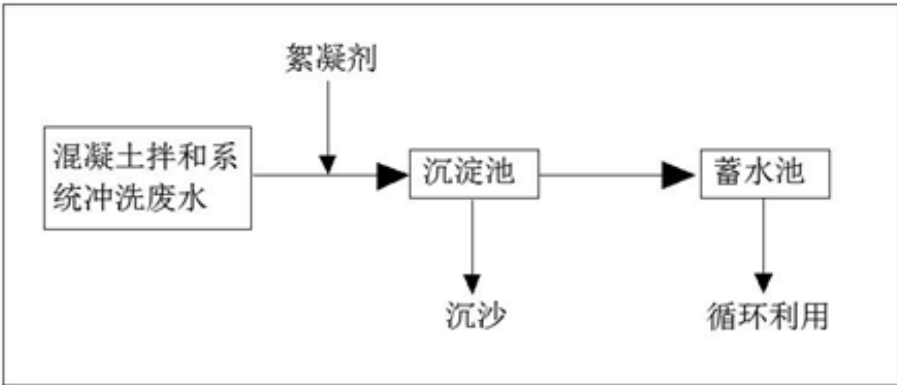 絮凝剂
混凝土拌和系
统冲洗废水
沉淀池
蓄水池
沉沙
循环利用